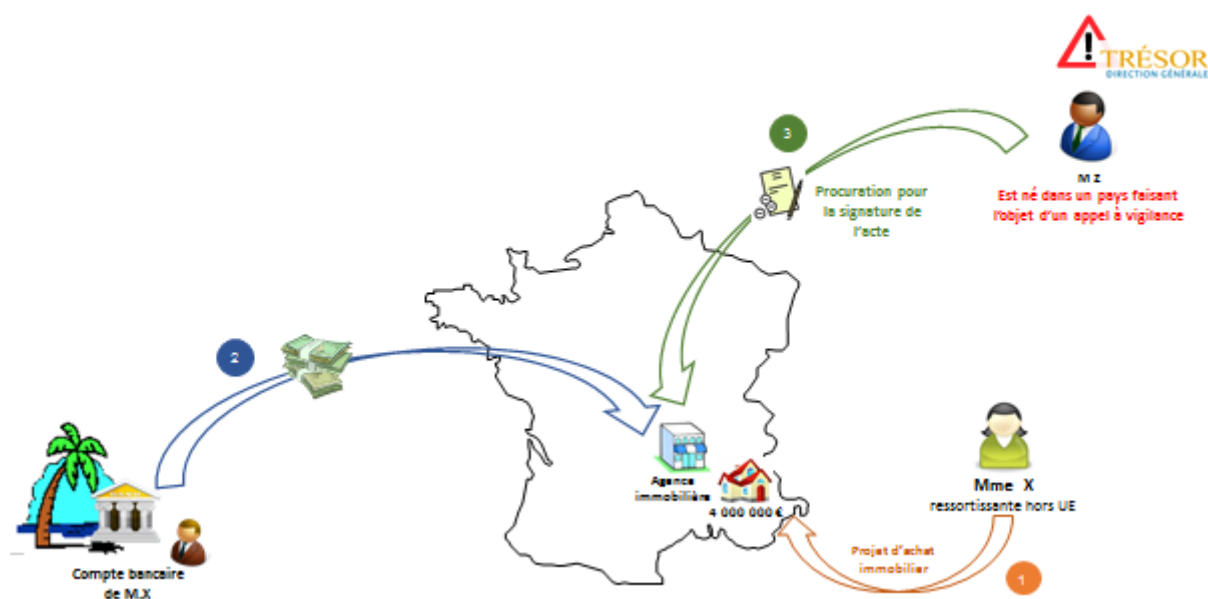 TRÉSOR
DIRECTION GÉNÉRALE
M Z
Est né dans un pays faisant
l'objet d'un appel à vigilance
3
Procuration pour
la signature de
l'acte
2
Agence
immobilière
4 000 000 €
Mme X
ressortissante hors UE
Projet d'achat
immobilier
1
Compte bancaire
de M.X